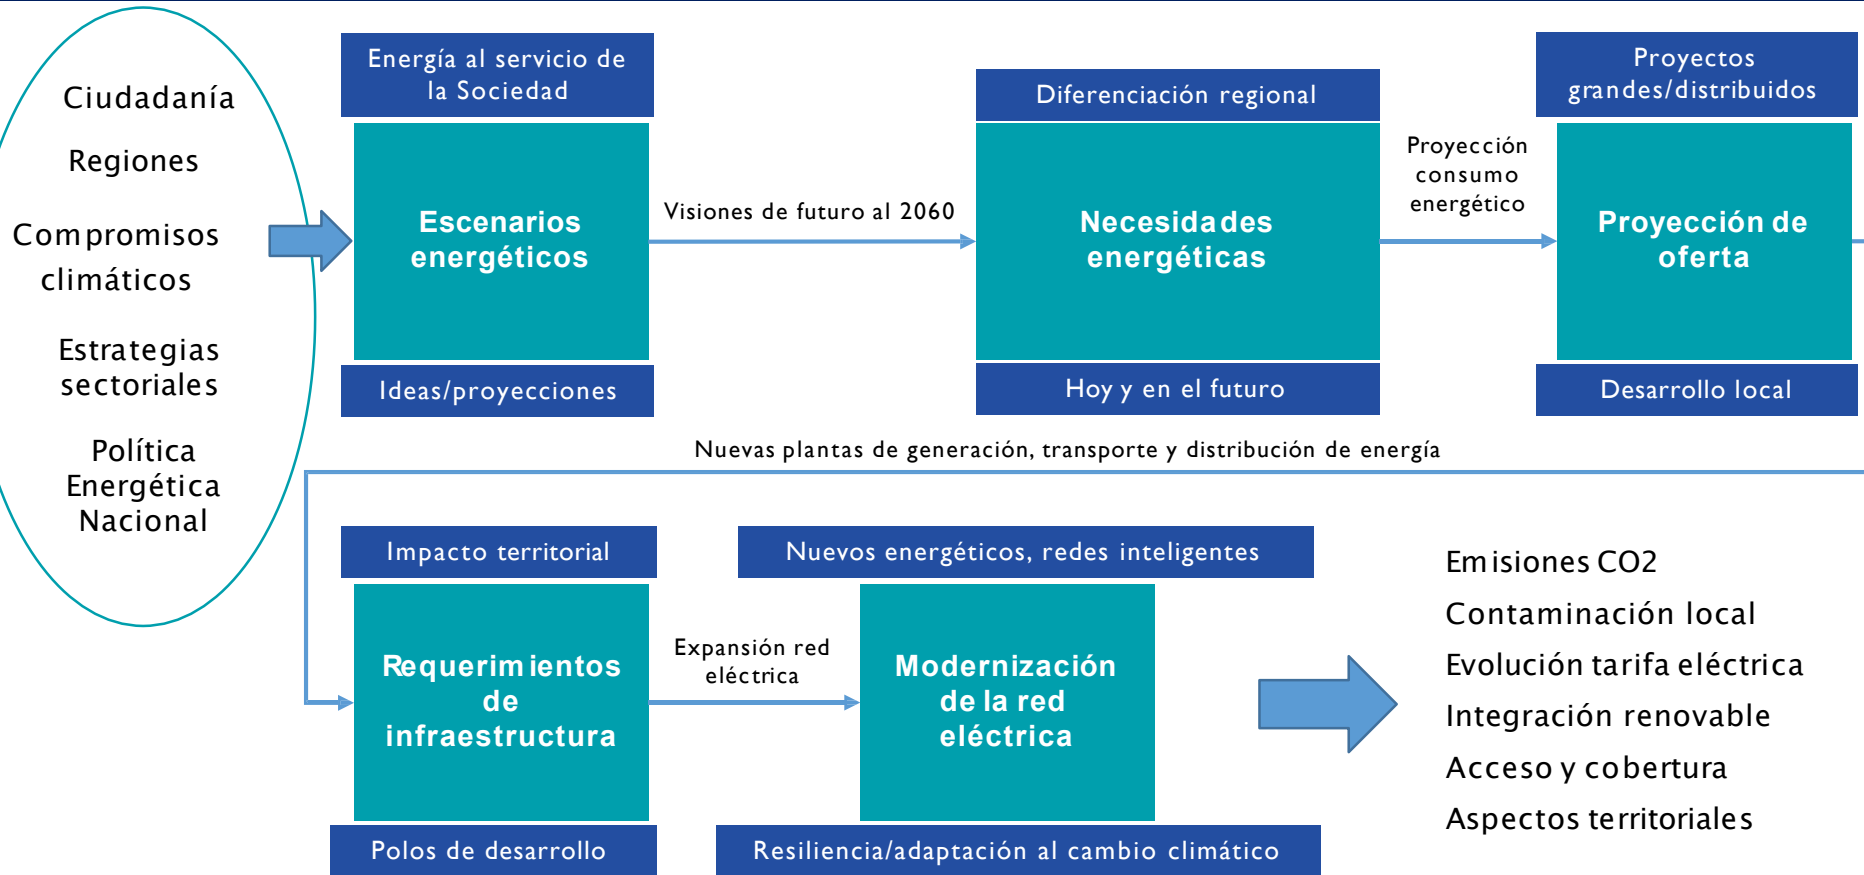 Ciudadanía
Regiones
Compromisos
climáticos
Estrategias
sectoriales
Política
Energética
Nacional
Energía al servicio de
la Sociedad
Escenarios
energéticos
Ideas/proyecciones
Visiones de futuro al 2060
Diferenciación regional
Necesidades
energéticas
Hoy y en el futuro
Proyección
consumo
energético
Proyectos
grandes/distribuidos
Proyección de
oferta
Desarrollo local
Nuevas plantas de generación, transporte y distribución de energía
Impacto territorial
Requerimientos
de
infraestructura
Polos de desarrollo
Expansión red
eléctrica
Nuevos energéticos, redes inteligentes
Modernización
de la red
eléctrica
Resiliencia/adaptación al cambio climático
Emisiones CO2
Contaminación local
Evolución tarifa eléctrica
Integración renovable
Acceso y cobertura
Aspectos territoriales